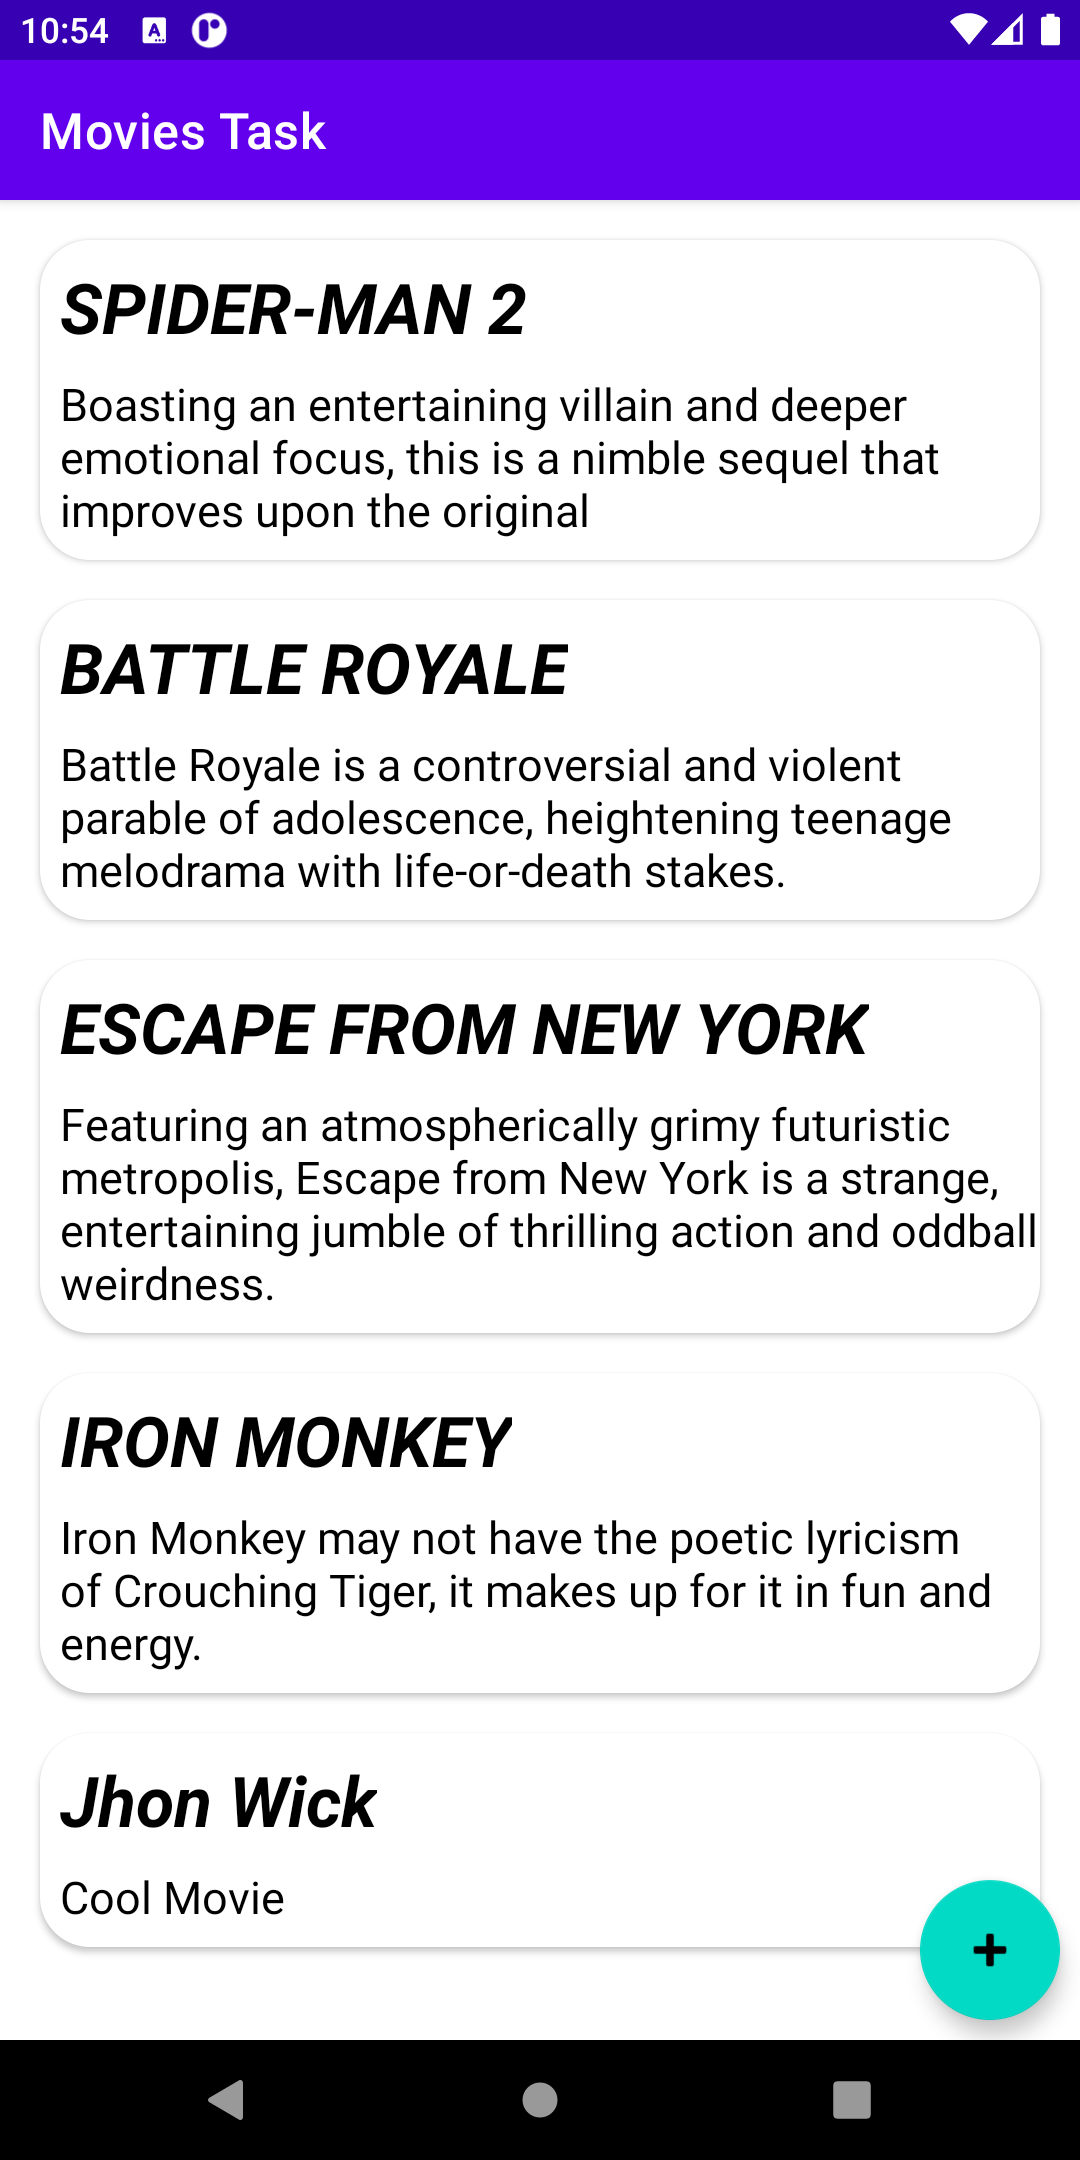 10:54
Movies Task
SPIDER-MAN 2
Boasting an entertaining villain and deeper
emotional focus, this is a nimble sequel that
improves upon the original
BATTLE ROYALE
Battle Royale is a controversial and violent
parable of adolescence, heightening teenage
melodrama with life-or-death stakes.
ESCAPE FROM NEW YORK
Featuring an atmospherically grimy futuristic
metropolis, Escape from New York is a strange,
entertaining jumble of thrilling action and oddball
weirdness.
IRON MONKEY
Iron Monkey may not have the poetic lyricism
of Crouching Tiger, it makes up for it in fun and
energy.
Jhon Wick
Cool Movie